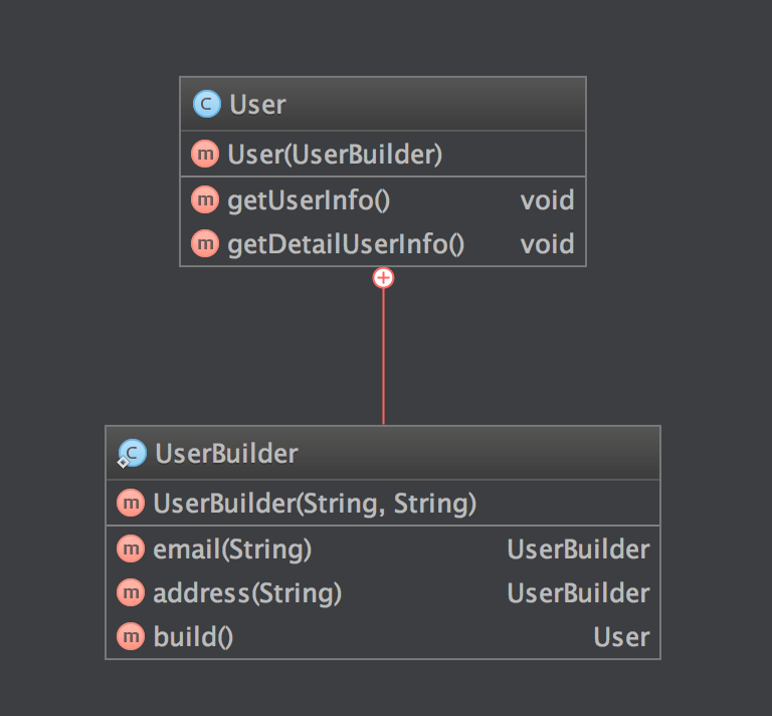 C User
m User(UserBuilder)
m getUserInfo() void
m getDetailUserInfo() void
C UserBuilder
m UserBuilder(String, String)
m email(String) UserBuilder
m address(String) UserBuilder
m build() User